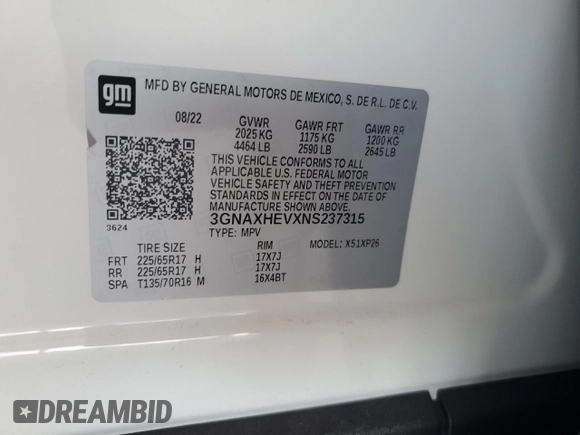 gm
MFD BY GENERAL MOTORS DE MEXICO, S. DE R.L. DE C.V.
08/22 GVWR GAWR FRT GAWR RR
2025 KG 1175 KG 1200 KG
4464 LB 2590 LB 2645 LB
THIS VEHICLE CONFORMS TO ALL
APPLICABLE U.S. FEDERAL MOTOR
VEHICLE SAFETY AND THEFT PREVENTION
STANDARDS IN EFFECT ON THE DATE OF
MANUFACTURE SHOWN ABOVE.
3GNAXHEVXNS237315
3624
TYPE: MPV MODEL: X51XP26
TIRE SIZE RIM
FRT 225/65R17 H 17X7J
RR 225/65R17 H 17X7J
SPA T135/70R16 M 16X4BT
DREAMBID